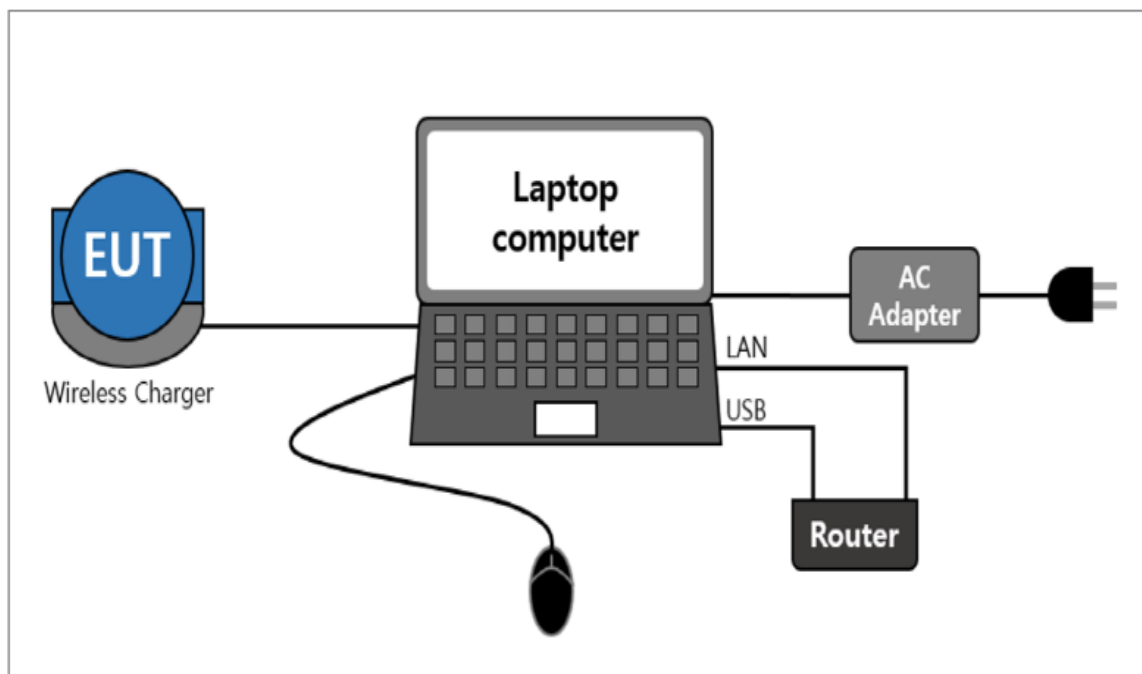 Laptop
computer
EUT
AC
Adapter
Wireless Charger
LAN
USB
Router